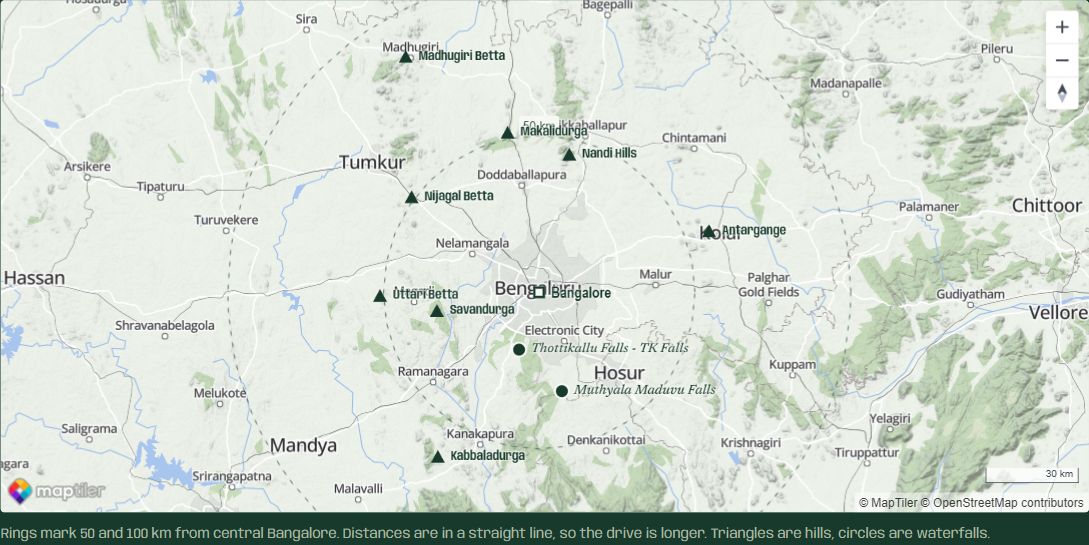 Bagepalli
Sira
Madhugiri
Madhugiri Betta
Pileru
Madanapalle
50 km
Makalidurga
Chintamani
Nandi Hills
Arsikere
Tumkur
Doddaballapura
Tipaturu
Nijagal Betta
Palamaner
Chittoor
Turuvekere
Antargange
Nelamangala
Hassan
Malur
Palghar
Gold Fields
Bengaluru
Bangalore
Uttari Betta
Gudiyatham
Savandurga
Vellore
Shravanabelagola
Electronic City
Thottikallu Falls - TK Falls
Kuppam
Ramanagara
Hosur
Melukote
Muthyala Maduvu Falls
Yelagiri
Saligrama
Kanakapura
Mandya
Denkanikottai
Krishnagiri
Kabbaladurga
Tiruppattur
Srirangapatna
Malavalli
30 km
maptiler
© MapTiler © OpenStreetMap contributors
Rings mark 50 and 100 km from central Bangalore. Distances are in a straight line, so the drive is longer. Triangles are hills, circles are waterfalls.